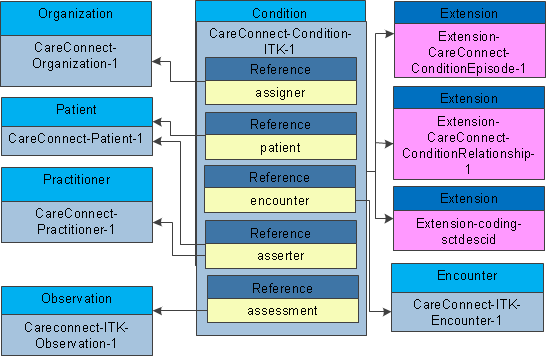 Organization
CareConnect-
Organization-1
Patient
CareConnect-Patient-1
Practitioner
CareConnect-
Practitioner-1
Observation
Careconnect-ITK-
Observation-1
Condition
CareConnect-Condition-
ITK-1
Reference
assigner
Reference
patient
Reference
encounter
Reference
asserter
Reference
assessment
Extension
Extension-
CareConnect-
ConditionEpisode-1
Extension
Extension-
CareConnect-
ConditionRelationship-
1
Extension
Extension-coding-
sctdescid
Encounter
CareConnect-ITK-
Encounter-1